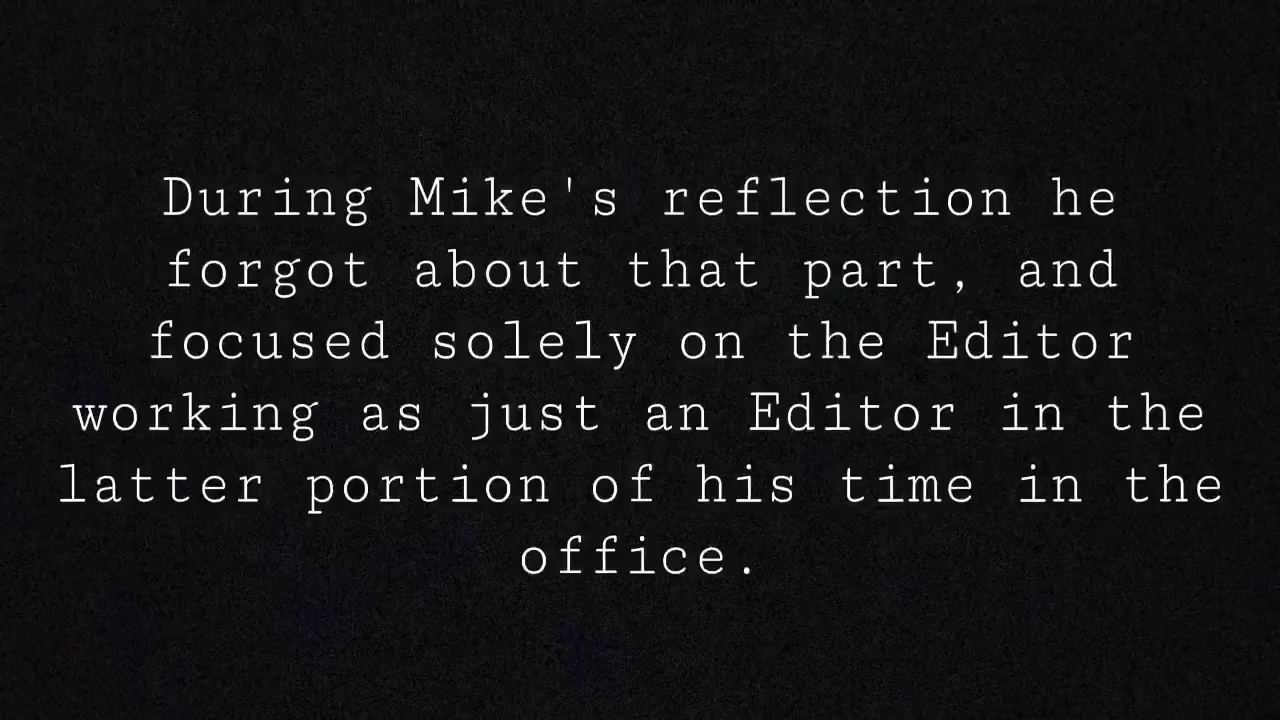 During Mike's reflection he
forgot about that part, and
focused solely on the Editor
working as just an Editor in the
latter portion of his time in the
office.